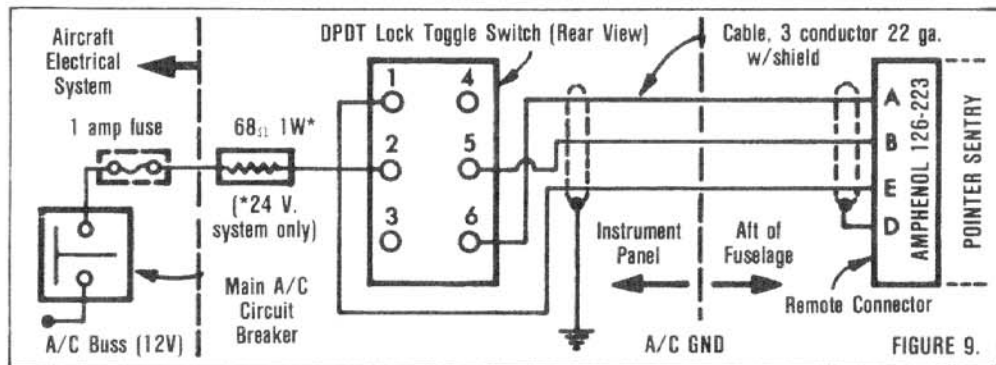 Aircraft
Electrical
System
1 amp fuse
A/C Buss (12V)
68Ω 1W*
(*24 V.
system only)
Main A/C
Circuit
Breaker
DPDT Lock Toggle Switch (Rear View)
1
4
2
5
3
6
Cable, 3 conductor 22 ga.
w/shield
Instrument
Panel
Aft of
Fuselage
A/C GND
A
B
E
D
AMPHENOL 126-223
POINTER SENTRY
Remote Connector
FIGURE 9.